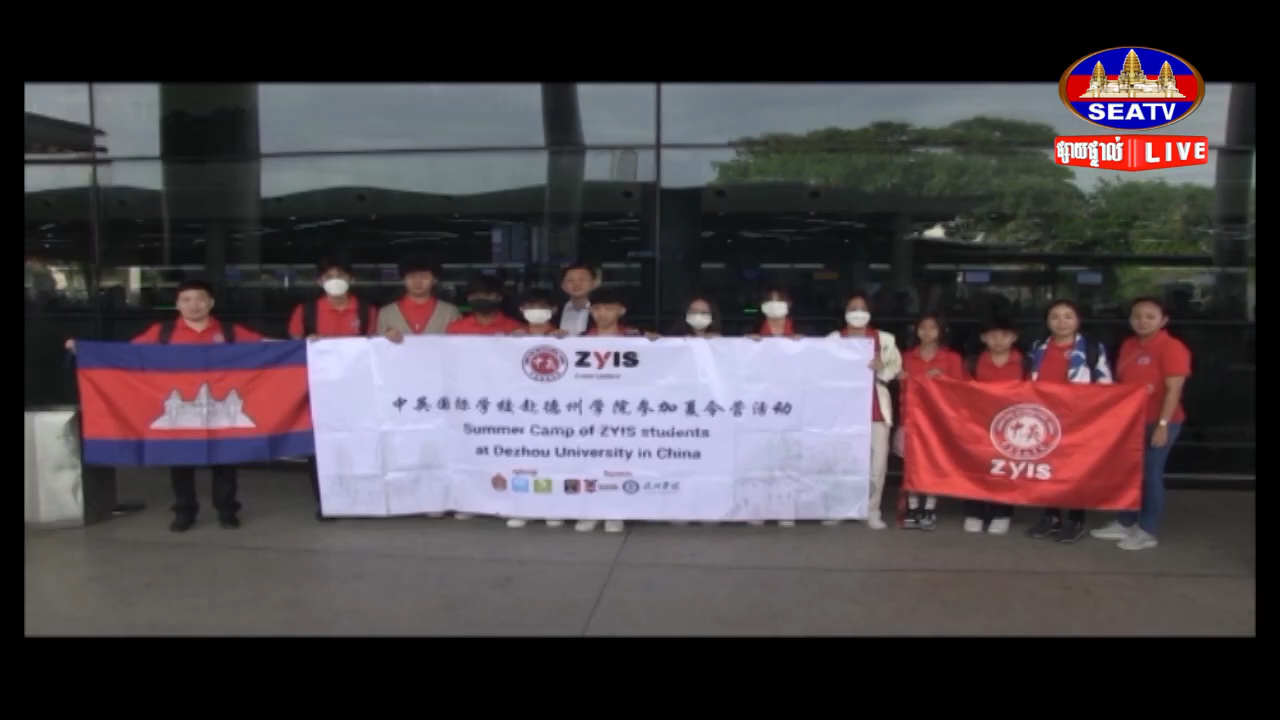 SEATV
ផ្សាយផ្ទាល់ || LIVE
ZYIS
中英国际学校赴德州学院参加夏令营活动
Summer Camp of ZYIS students
at Dezhou University in China
ZYIS